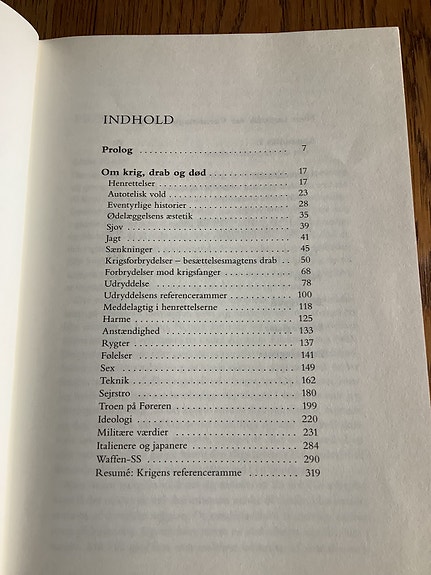 INDHOLD
Prolog . . . . . . . . . . . . . . . . . . . . . . . . . . . . 7
Om krig, drab og død . . . . . . . . . . . . . . . . 17
Henrettelser . . . . . . . . . . . . . . . . . . . . . . . . 17
Autotelisk vold . . . . . . . . . . . . . . . . . . . . . . 23
Eventyrlige historier . . . . . . . . . . . . . . . . . . 28
Ødelæggelsens æstetik . . . . . . . . . . . . . . . . 35
Sjov . . . . . . . . . . . . . . . . . . . . . . . . . . . . . . 39
Jagt . . . . . . . . . . . . . . . . . . . . . . . . . . . . . . 41
Sænkninger . . . . . . . . . . . . . . . . . . . . . . . . 45
Krigsforbrydelser – besættelsesmagtens drab . . 50
Forbrydelser mod krigsfanger . . . . . . . . . . . 68
Udryddelse . . . . . . . . . . . . . . . . . . . . . . . . 78
Udryddelsens referencerammer . . . . . . . . . . 100
Meddelagtig i henrettelserne . . . . . . . . . . . 118
Harme . . . . . . . . . . . . . . . . . . . . . . . . . . . 125
Anstændighed . . . . . . . . . . . . . . . . . . . . . 133
Rygter . . . . . . . . . . . . . . . . . . . . . . . . . . . 137
Følelser . . . . . . . . . . . . . . . . . . . . . . . . . . 141
Sex . . . . . . . . . . . . . . . . . . . . . . . . . . . . . 149
Teknik . . . . . . . . . . . . . . . . . . . . . . . . . . . 162
Sejrstro . . . . . . . . . . . . . . . . . . . . . . . . . . 180
Troen på Føreren . . . . . . . . . . . . . . . . . . . 199
Ideologi . . . . . . . . . . . . . . . . . . . . . . . . . . 220
Militære værdier . . . . . . . . . . . . . . . . . . . 231
Italienere og japanere . . . . . . . . . . . . . . . . 284
Waffen-SS . . . . . . . . . . . . . . . . . . . . . . . . 290
Resumé: Krigens referenceramme . . . . . . . . . 319